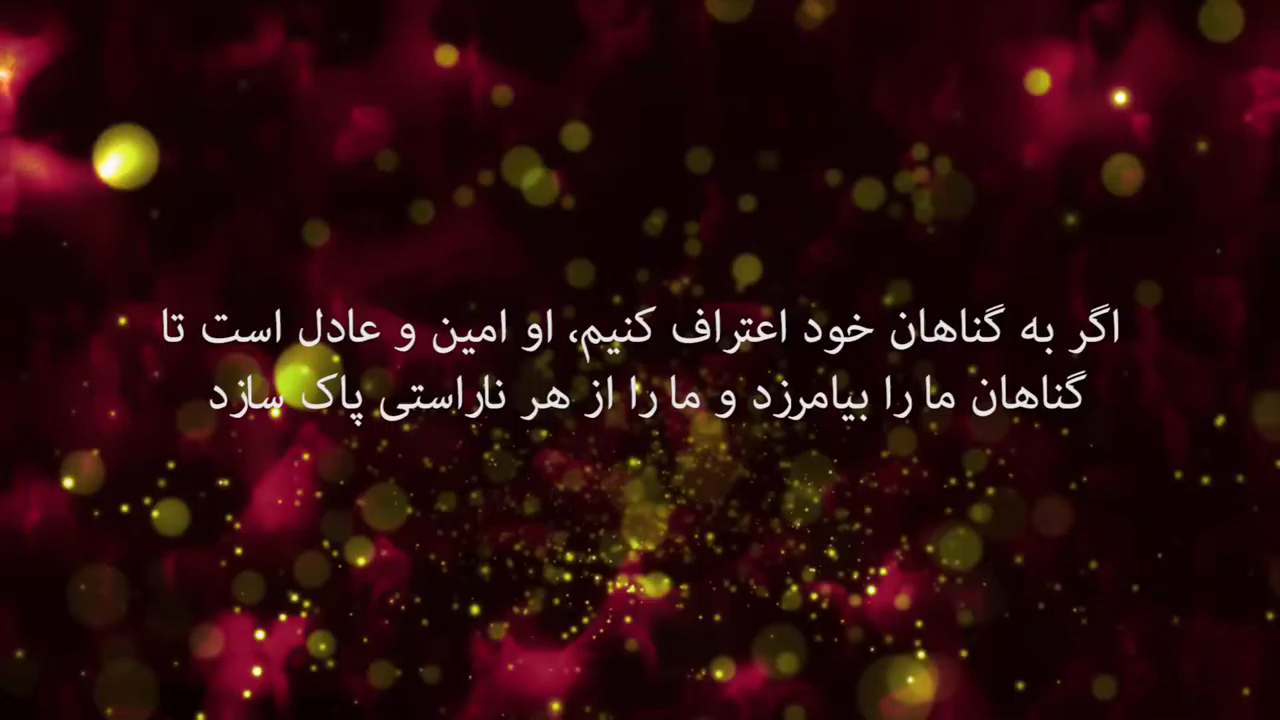 اگر به گناهان خود اعتراف کنیم، او امین و عادل است تا
گناهان ما را بیامرزد و ما را از هر ناراستی پاک سازد